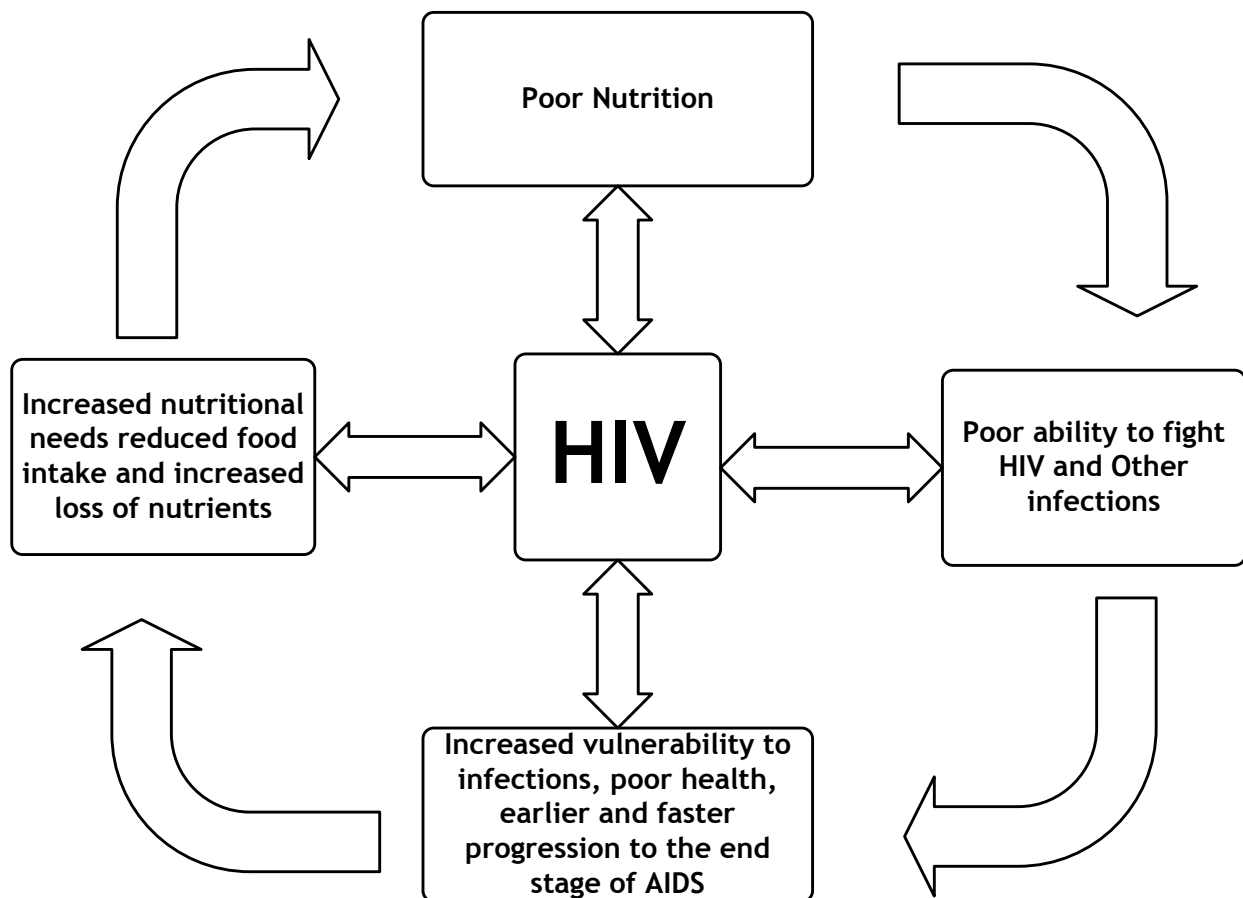 Poor Nutrition
Increased nutritional
needs reduced food
intake and increased
loss of nutrients
HIV
Poor ability to fight
HIV and Other
infections
Increased vulnerability to
infections, poor health,
earlier and faster
progression to the end
stage of AIDS